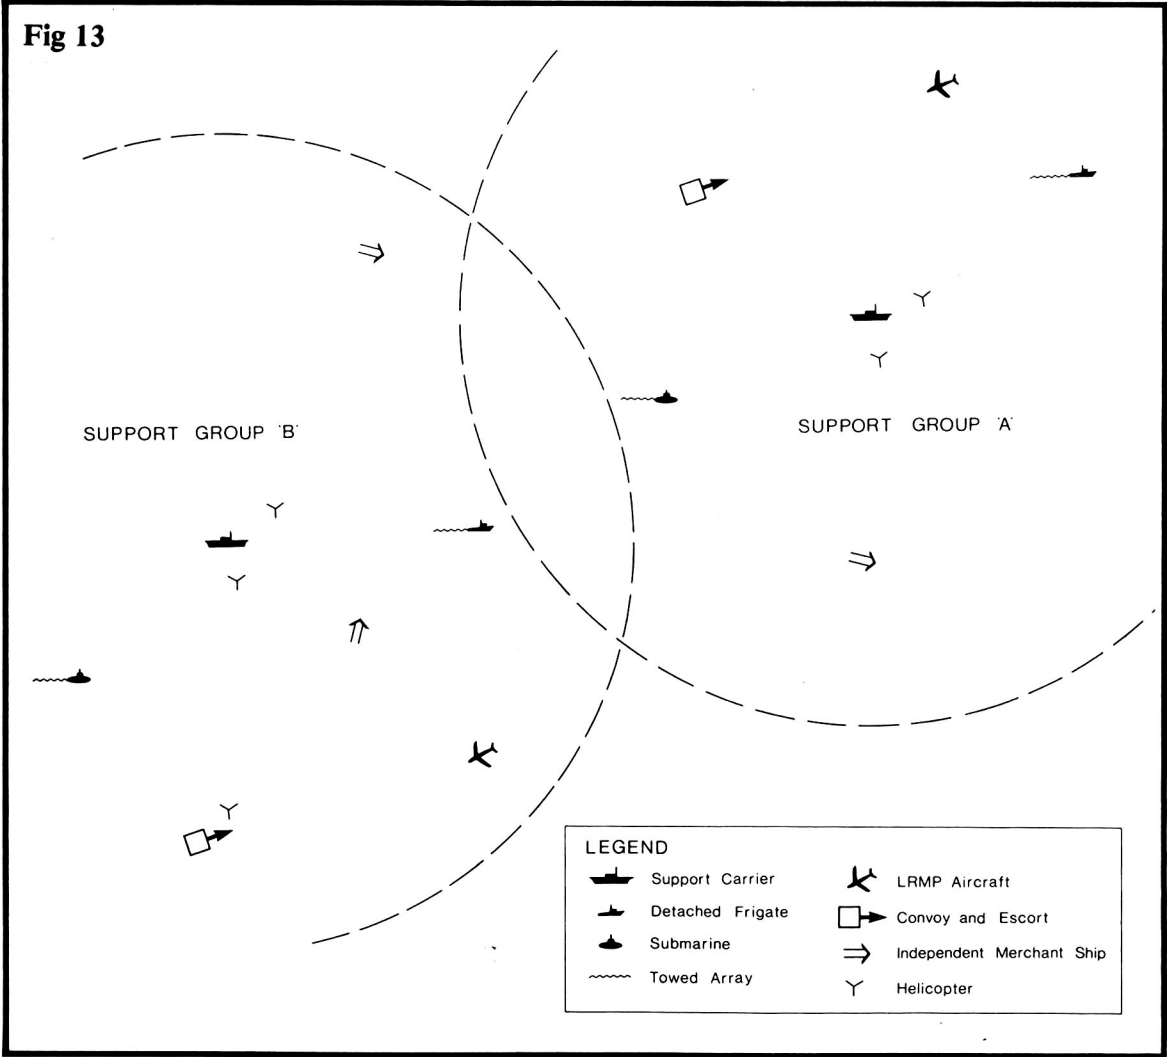 Fig 13
SUPPORT GROUP 'B'
SUPPORT GROUP 'A'
LEGEND
Support Carrier
Detached Frigate
Submarine
Towed Array
LRMP Aircraft
Convoy and Escort
Independent Merchant Ship
Helicopter